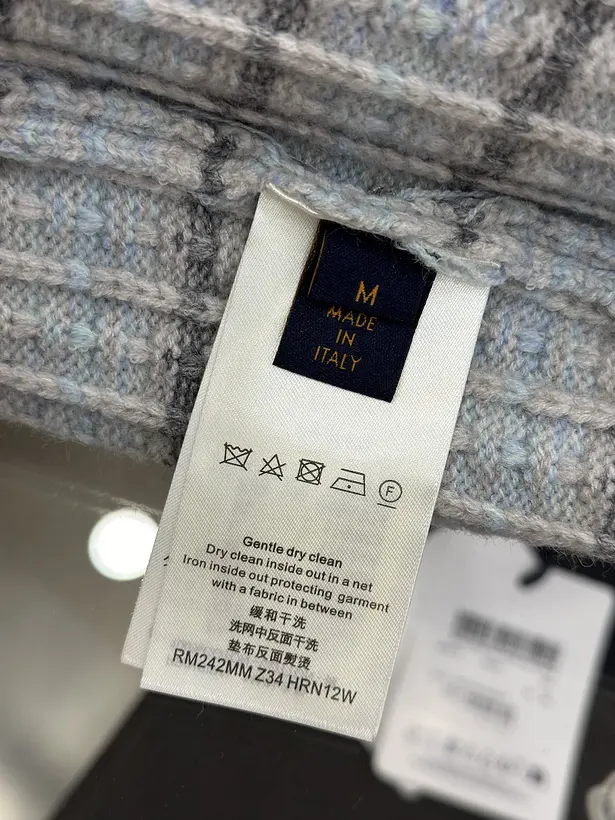 M
MADE
IN
ITALY
F
Gentle dry clean
Dry clean inside out in a net
Iron inside out protecting garment
with a fabric in between
缓和干洗
洗网中反面干洗
垫布反面熨烫
RM242MM Z34 HRN12W